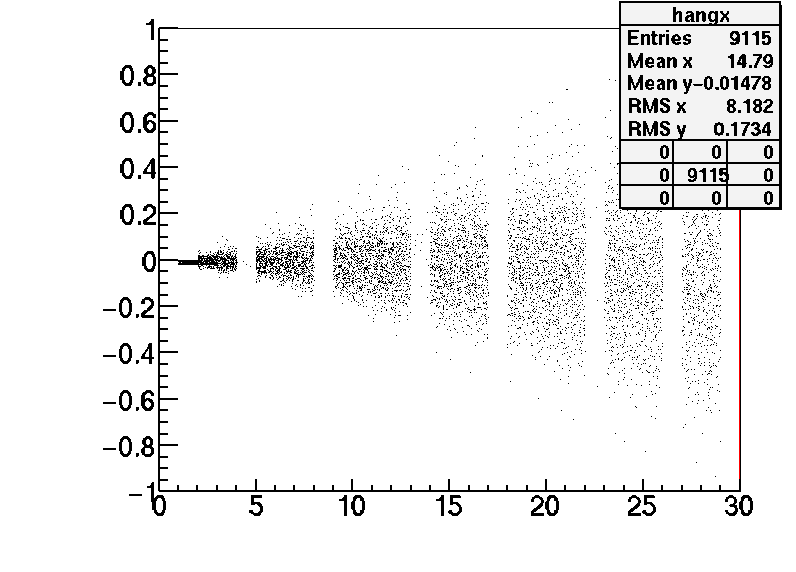 hangx
Entries 9115
Mean x 14.79
Mean y-0.01478
RMS x 8.182
RMS y 0.1734
0 0 0
0 9115 0
0 0 0
1
0.8
0.6
0.4
0.2
0
−0.2
−0.4
−0.6
−0.8
−1
0 5 10 15 20 25 30